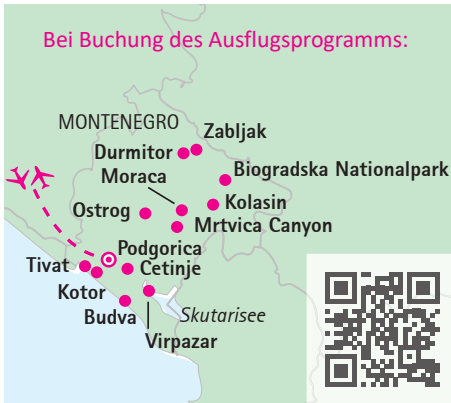 Bei Buchung des Ausflugsprogramms:
MONTENEGRO
Zabljak
Durmitor
Moraca
Biogradska Nationalpark
Kolasin
Ostrog
Mrtvica Canyon
Podgorica
Tivat
Cetinje
Kotor
Skutarisee
Budva
Virpazar